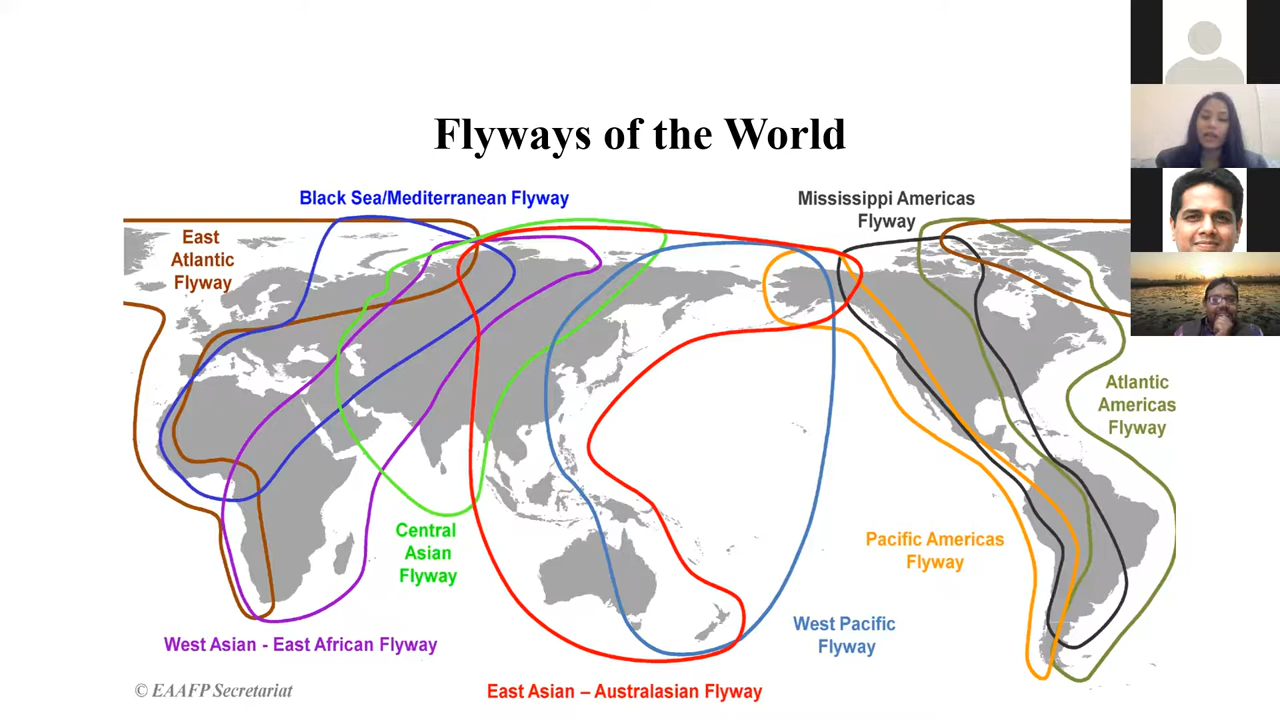 Flyways of the World
Black Sea/Mediterranean Flyway
Mississippi Americas
Flyway
East
Atlantic
Flyway
Atlantic
Americas
Flyway
Central
Asian
Flyway
Pacific Americas
Flyway
West Pacific
Flyway
West Asian - East African Flyway
© EAAFP Secretariat
East Asian – Australasian Flyway